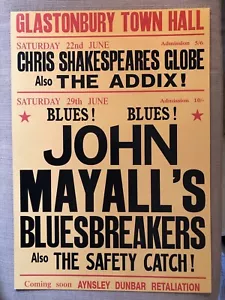 GLASTONBURY TOWN HALL
SATURDAY 22nd JUNE Admission 5/6
CHRIS SHAKESPEARES GLOBE
Also THE ADDIX!
SATURDAY 29th JUNE Admission 10/-
BLUES! BLUES!
JOHN
MAYALL'S
BLUESBREAKERS
Also THE SAFETY CATCH!
Coming soon AYNSLEY DUNBAR RETALIATION